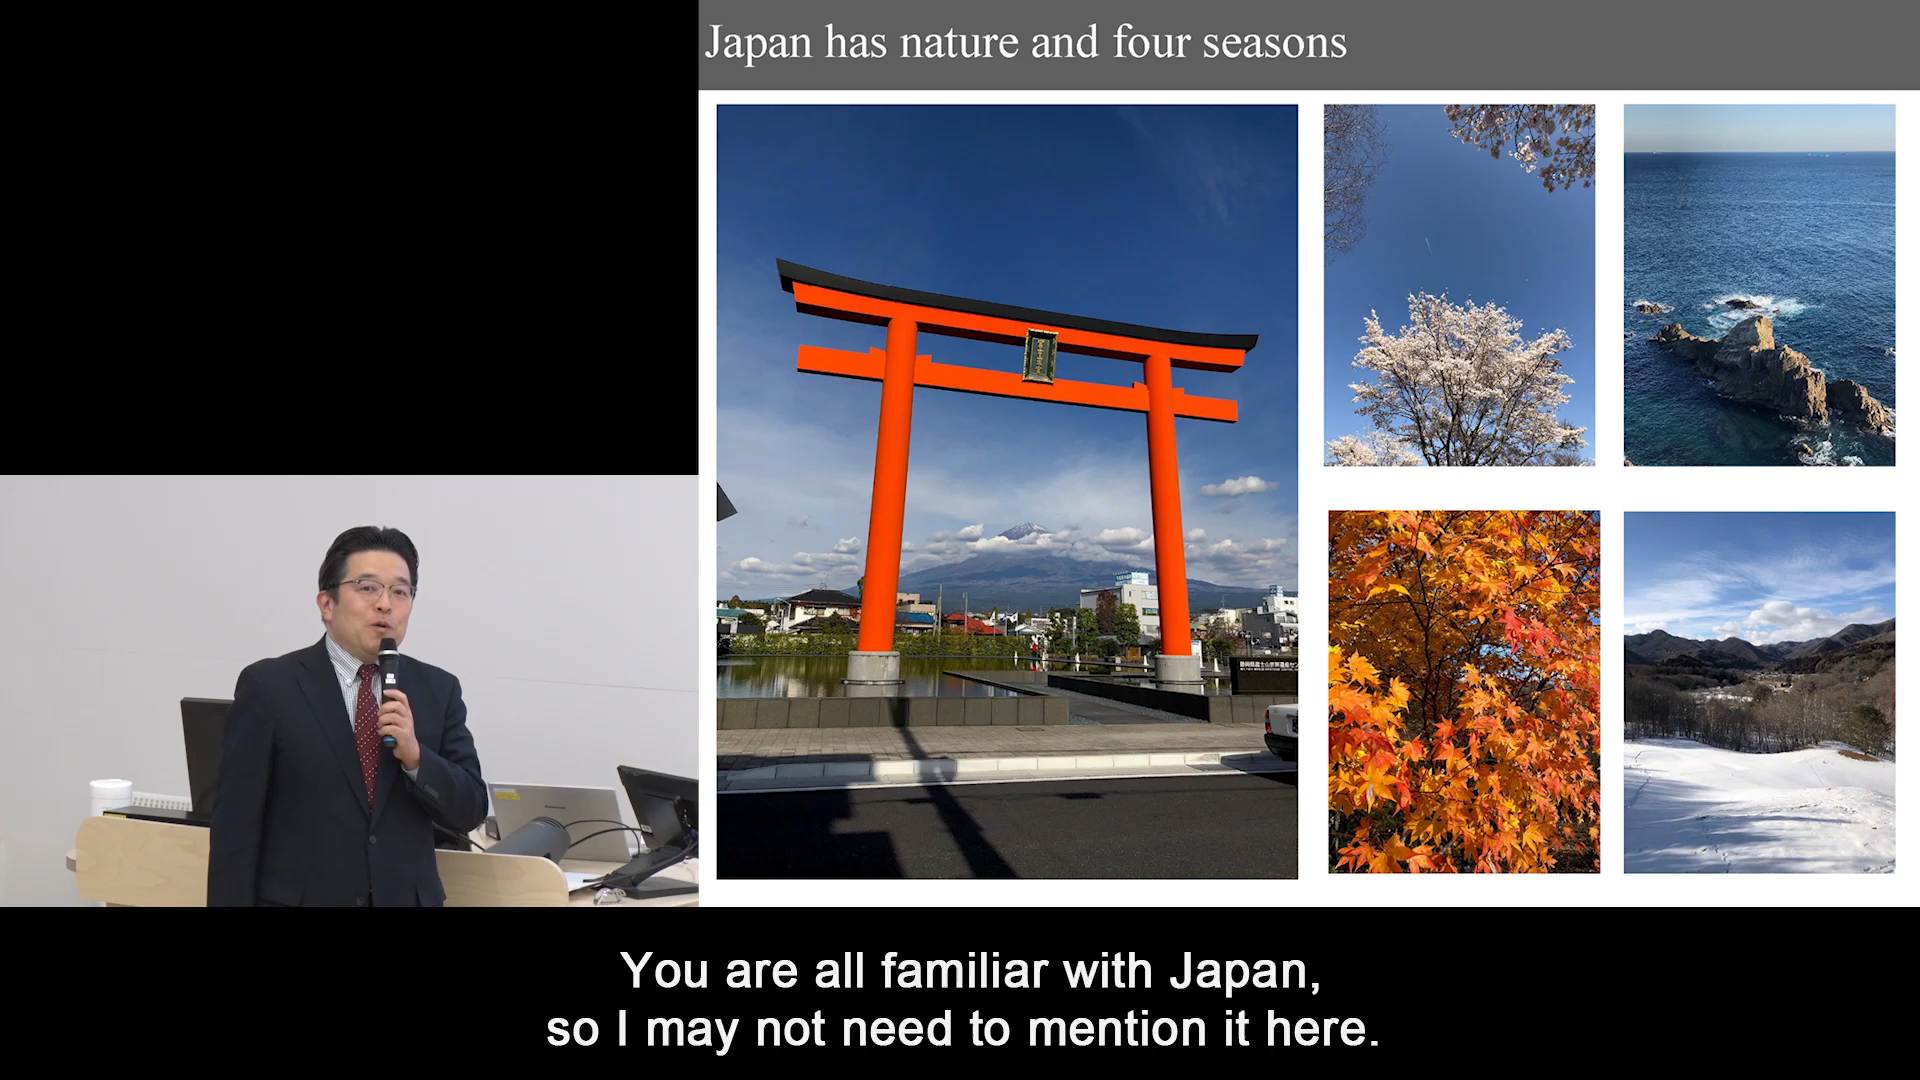 Japan has nature and four seasons
You are all familiar with Japan,
so I may not need to mention it here.